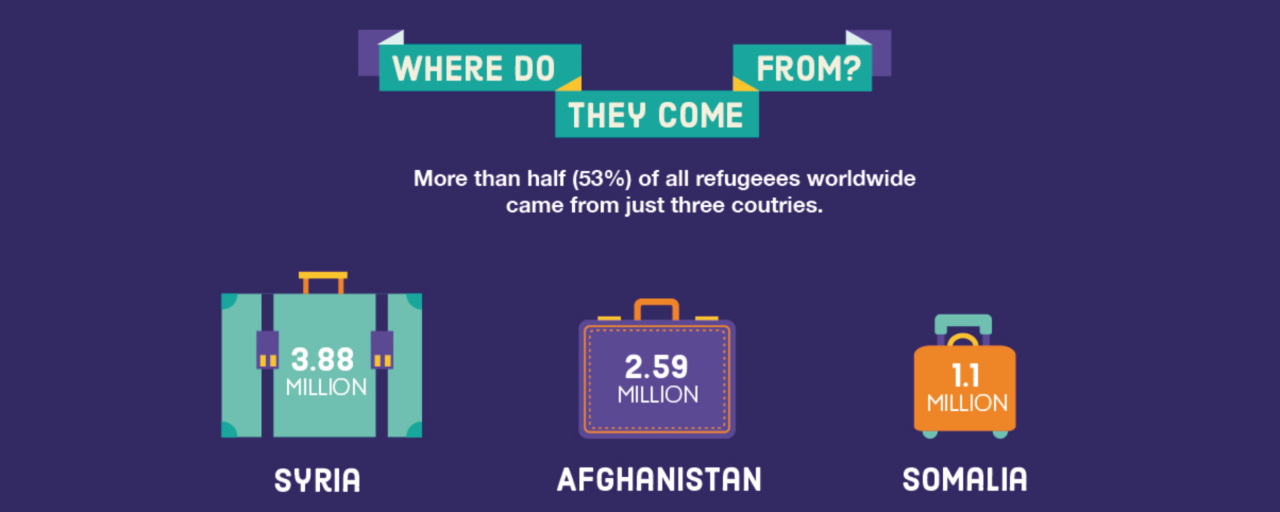 WHERE DO
THEY COME
FROM?
More than half (53%) of all refugeees worldwide
came from just three coutries.
3.88
MILLION
SYRIA
2.59
MILLION
AFGHANISTAN
1.1
MILLION
SOMALIA